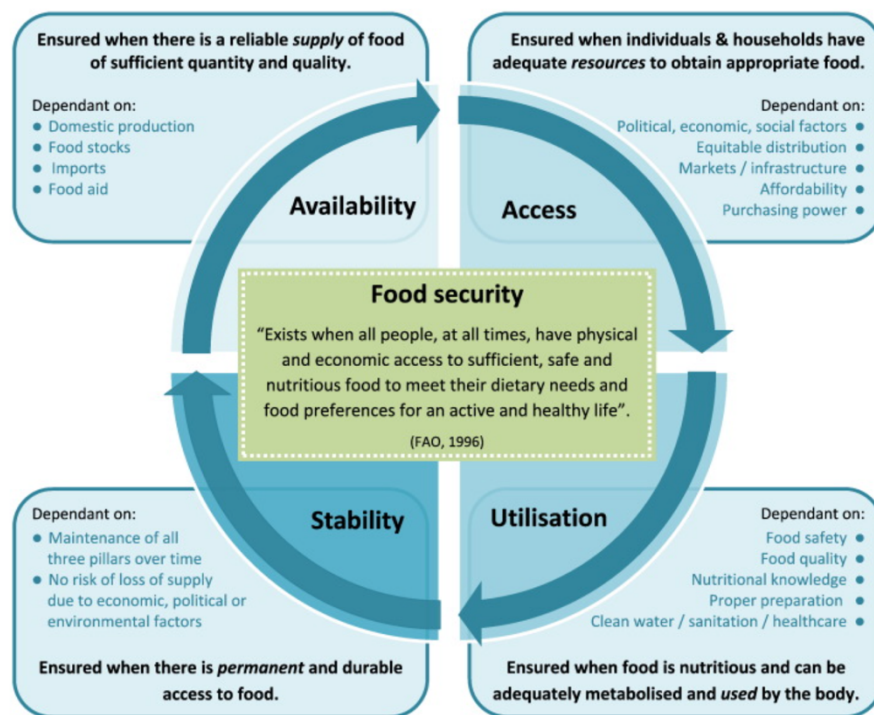 Ensured when there is a reliable supply of food
of sufficient quantity and quality.
Dependant on:
● Domestic production
● Food stocks
● Imports
● Food aid
Availability
Ensured when individuals & households have
adequate resources to obtain appropriate food.
Dependant on:
Political, economic, social factors ●
Equitable distribution ●
Markets / infrastructure ●
Affordability ●
Purchasing power ●
Access
Food security
“Exists when all people, at all times, have physical
and economic access to sufficient, safe and
nutritious food to meet their dietary needs and
food preferences for an active and healthy life”.
(FAO, 1996)
Stability
Dependant on:
● Maintenance of all
three pillars over time
● No risk of loss of supply
due to economic, political or
environmental factors
Ensured when there is permanent and durable
access to food.
Utilisation
Dependant on:
Food safety ●
Food quality ●
Nutritional knowledge ●
Proper preparation ●
Clean water / sanitation / healthcare ●
Ensured when food is nutritious and can be
adequately metabolised and used by the body.